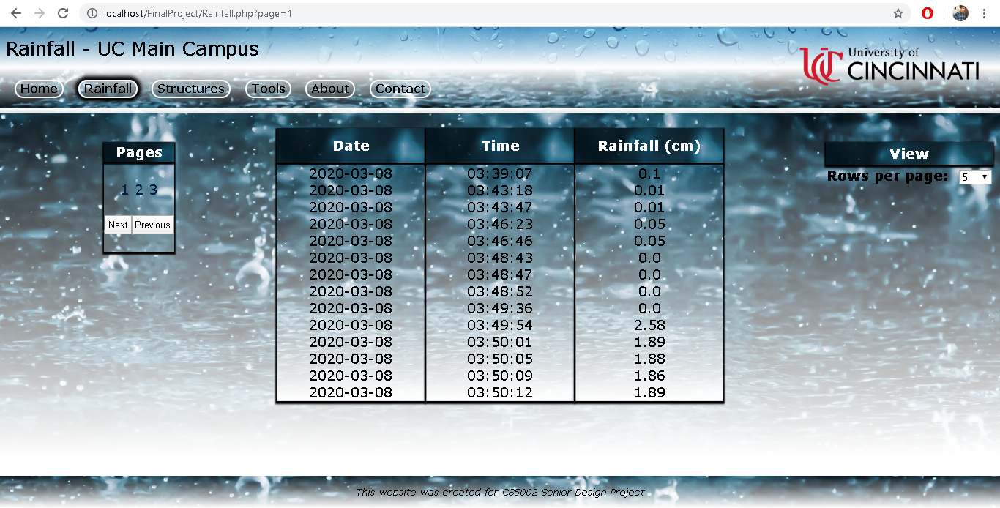 localhost/FinalProject/Rainfall.php?page=1
Rainfall - UC Main Campus
University of
CINCINNATI
Home Rainfall Structures Tools About Contact
Pages
1 2 3
Next Previous
Date Time Rainfall (cm)
2020-03-08 03:39:07 0.1
2020-03-08 03:43:18 0.01
2020-03-08 03:43:47 0.01
2020-03-08 03:46:23 0.05
2020-03-08 03:46:46 0.05
2020-03-08 03:48:43 0.0
2020-03-08 03:48:47 0.0
2020-03-08 03:48:52 0.0
2020-03-08 03:49:36 0.0
2020-03-08 03:49:54 2.58
2020-03-08 03:50:01 1.89
2020-03-08 03:50:05 1.88
2020-03-08 03:50:09 1.86
2020-03-08 03:50:12 1.89
View
Rows per page: 5
This website was created for CS5002 Senior Design Project